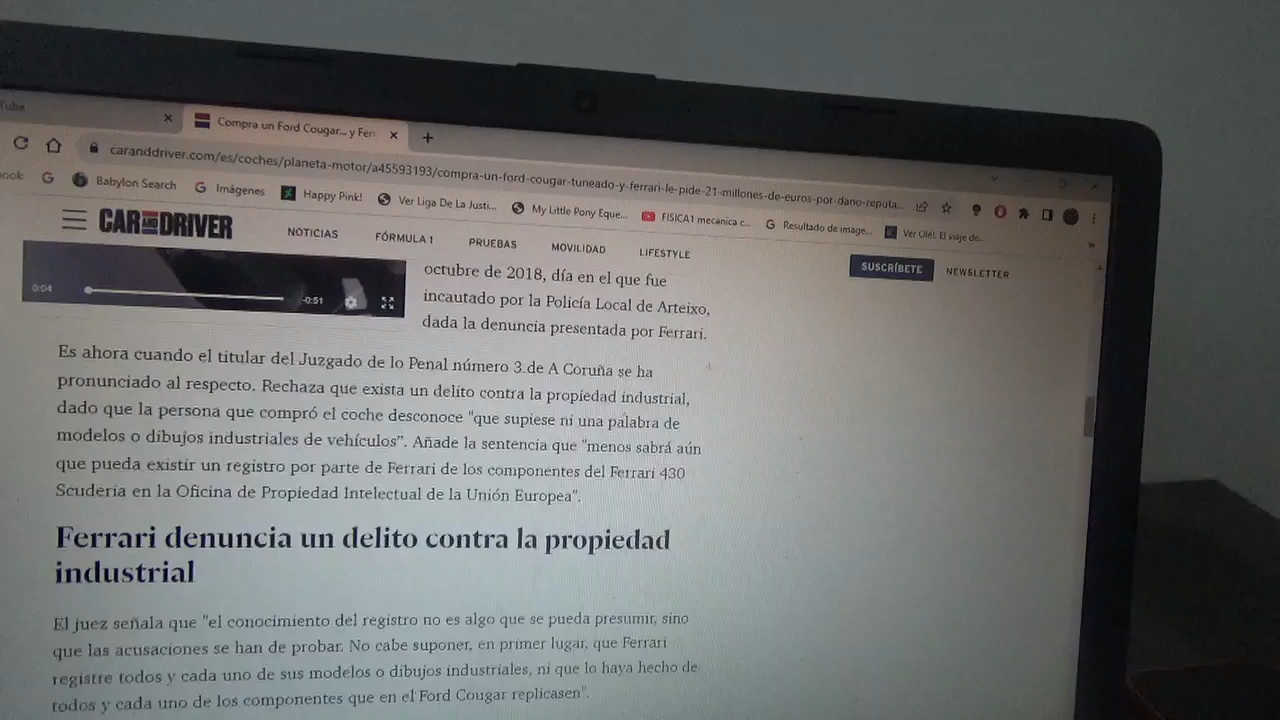 Tube
Compra un Ford Cougar... y Ferr
caranddriver.com/es/coches/planeta-motor/a45593193/compra-un-ford-cougar-tuneado-y-ferrari-le-pide-21-millones-de-euros-por-dano-reputa...
ook
Babylon Search
Imágenes
Happy Pink!
Ver Liga De La Justi...
My Little Pony Eque...
FISICA1 mecanica c...
Resultado de image...
Ver Olé!: El viaje de...
CAR AND DRIVER
NOTICIAS
FÓRMULA 1
PRUEBAS
MOVILIDAD
LIFESTYLE
SUSCRÍBETE
NEWSLETTER
0:04
-0:51
octubre de 2018, día en el que fue
incautado por la Policía Local de Arteixo,
dada la denuncia presentada por Ferrari.
Es ahora cuando el titular del Juzgado de lo Penal número 3 de A Coruña se ha
pronunciado al respecto. Rechaza que exista un delito contra la propiedad industrial,
dado que la persona que compró el coche desconoce "que supiese ni una palabra de
modelos o dibujos industriales de vehículos”. Añade la sentencia que "menos sabrá aún
que pueda existir un registro por parte de Ferrari de los componentes del Ferrari 430
Scuderia en la Oficina de Propiedad Intelectual de la Unión Europea".
Ferrari denuncia un delito contra la propiedad
industrial
El juez señala que "el conocimiento del registro no es algo que se pueda presumir, sino
que las acusaciones se han de probar. No cabe suponer, en primer lugar, que Ferrari
registre todos y cada uno de sus modelos o dibujos industriales, ni que lo haya hecho de
todos y cada uno de los componentes que en el Ford Cougar replicasen".